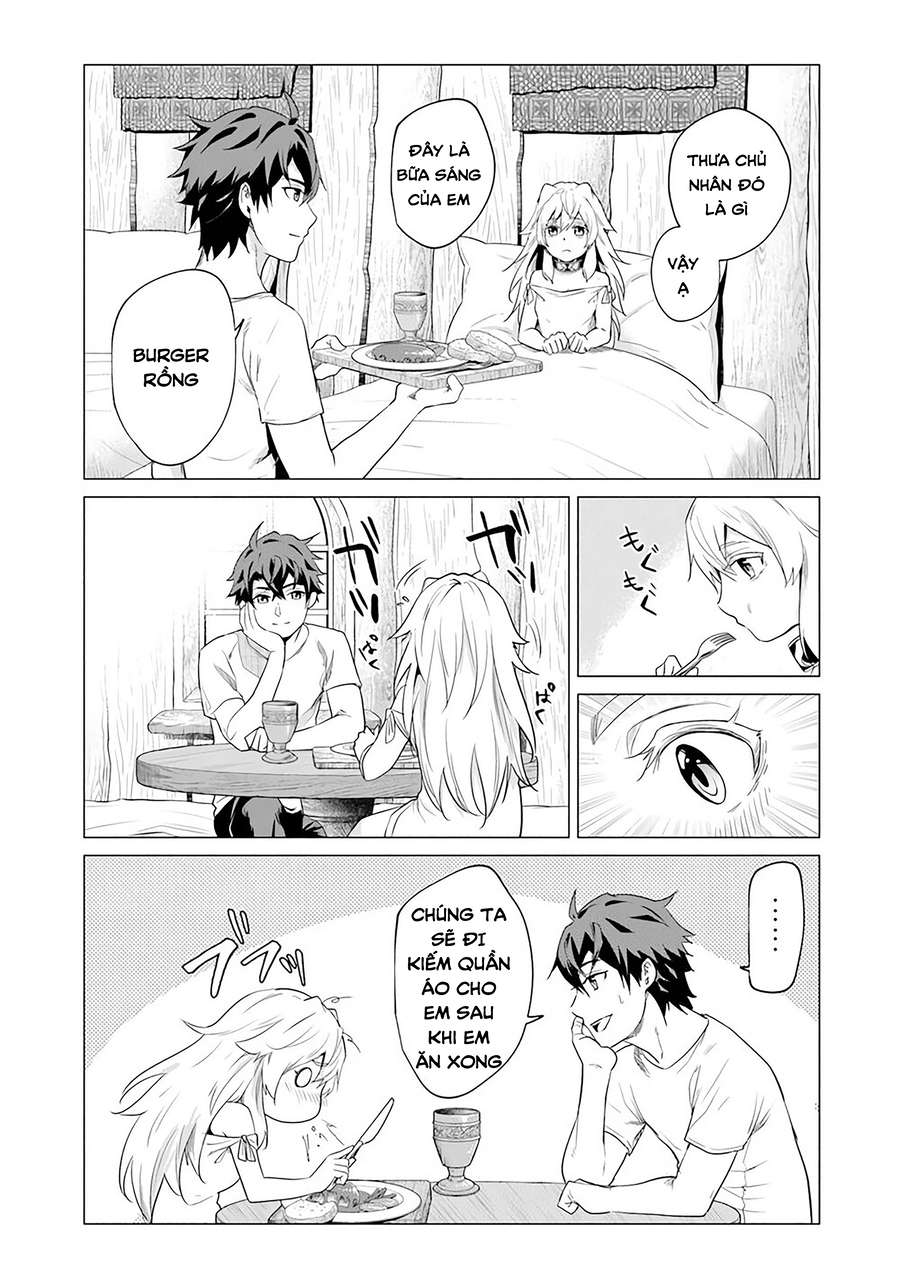 THƯA CHỦ
NHÂN ĐÓ
LÀ GÌ
VẬY
Ạ
ĐÂY LÀ
BỮA SÁNG
CỦA EM
BURGER
RỒNG
もぐもぐ
ガッ
ガッ
ぱく
ぱく
......
CHÚNG TA
SẼ ĐI
KIẾM QUẦN
ÁO CHO
EM SAU
KHI EM
ĂN XONG
ブブッ